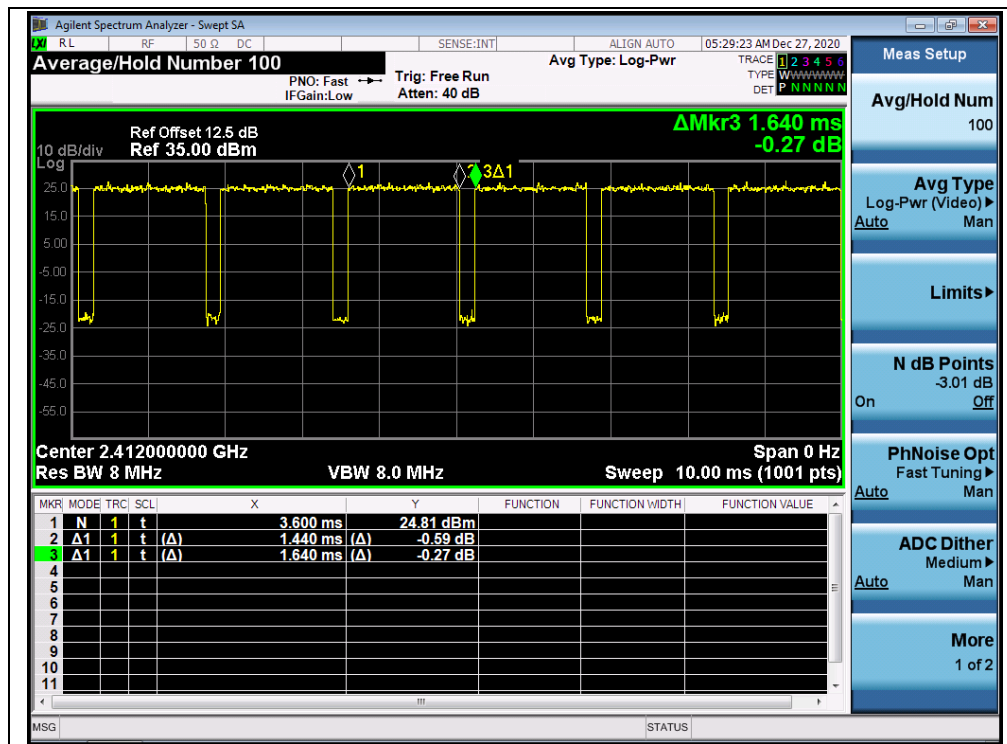 Agilent Spectrum Analyzer - Swept SA
LXI RL RF 50 Ω DC SENSE:INT ALIGN AUTO 05:29:23 AM Dec 27, 2020
Average/Hold Number 100 Avg Type: Log-Pwr TRACE 1 2 3 4 5 6
PNO: Fast Trig: Free Run TYPE WWWWWWW
IFGain:Low Atten: 40 dB DET P N N N N N
ΔMkr3 1.640 ms
-0.27 dB
Ref Offset 12.5 dB
10 dB/div Ref 35.00 dBm
Log
1 2 3Δ1
25.0
15.0
5.00
-5.00
-15.0
-25.0
-35.0
-45.0
-55.0
Center 2.412000000 GHz Span 0 Hz
Res BW 8 MHz VBW 8.0 MHz Sweep 10.00 ms (1001 pts)
MKR MODE TRC SCL X Y FUNCTION FUNCTION WIDTH FUNCTION VALUE
1 N 1 t 3.600 ms 24.81 dBm
2 Δ1 1 t (Δ) 1.440 ms (Δ) -0.59 dB
3 Δ1 1 t (Δ) 1.640 ms (Δ) -0.27 dB
4
5
6
7
8
9
10
11
MSG STATUS
Meas Setup
Avg/Hold Num
100
Avg Type
Log-Pwr (Video)
Auto Man
Limits
N dB Points
-3.01 dB
On Off
PhNoise Opt
Fast Tuning
Auto Man
ADC Dither
Medium
Auto Man
More
1 of 2